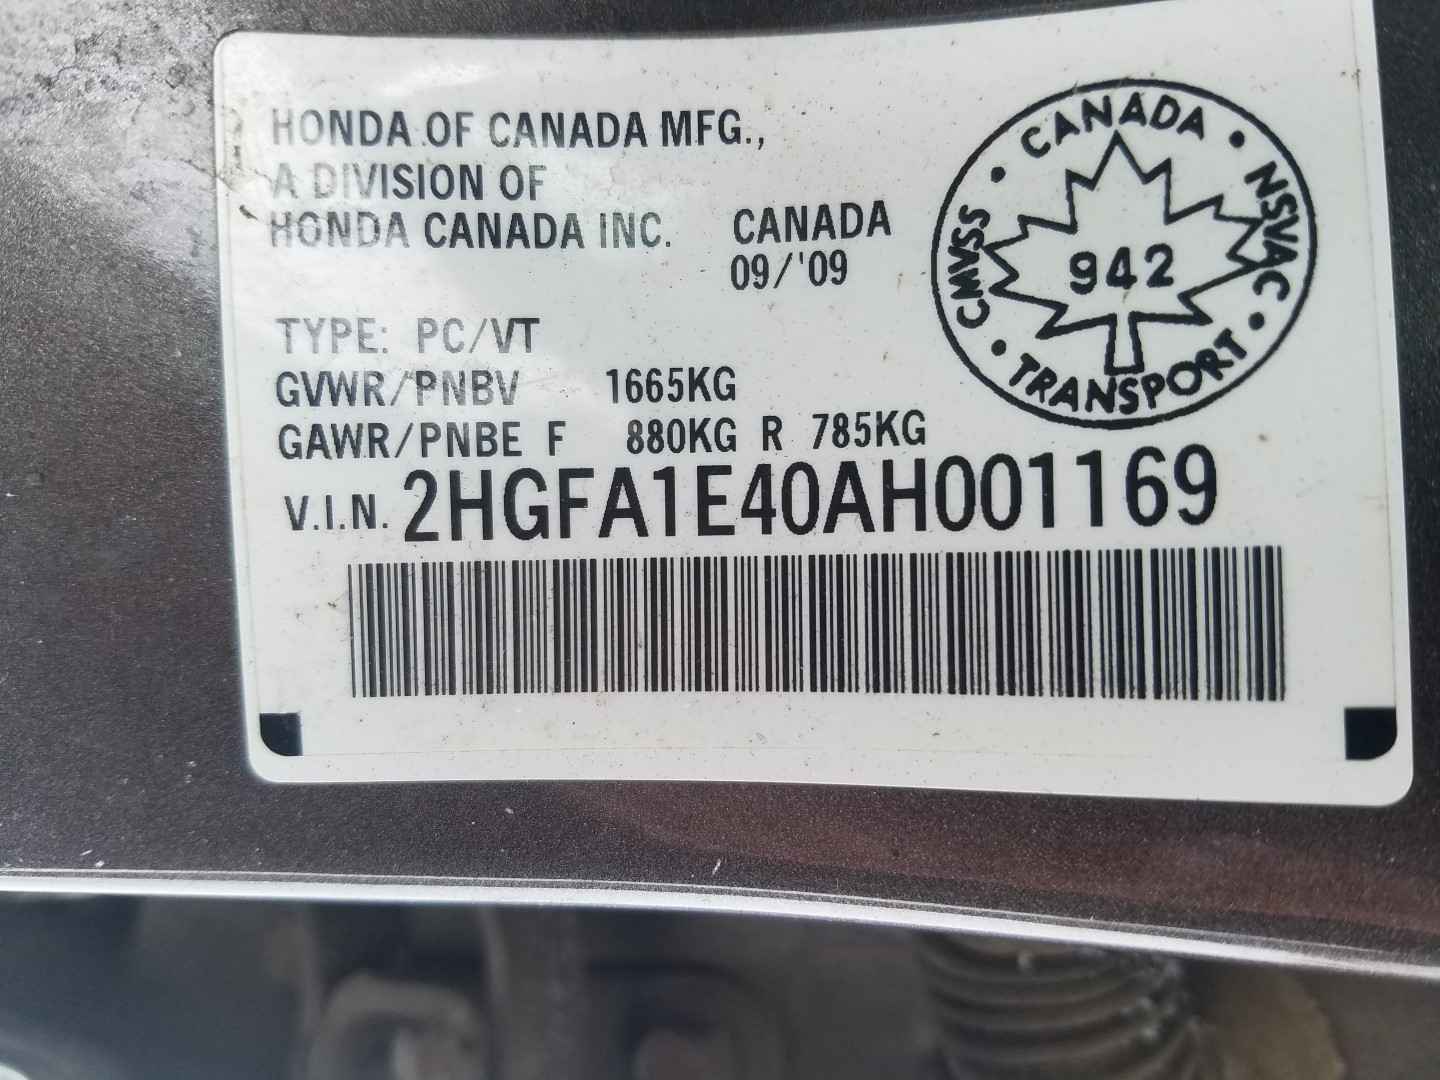 HONDA OF CANADA MFG.,
A DIVISION OF
HONDA CANADA INC. CANADA
09/'09
TYPE: PC/VT
GVWR/PNBV 1665KG
GAWR/PNBE F 880KG R 785KG
V.I.N. 2HGFA1E40AH001169
CANADA • NSVAC •
TRANSPORT • CMVSS •
942